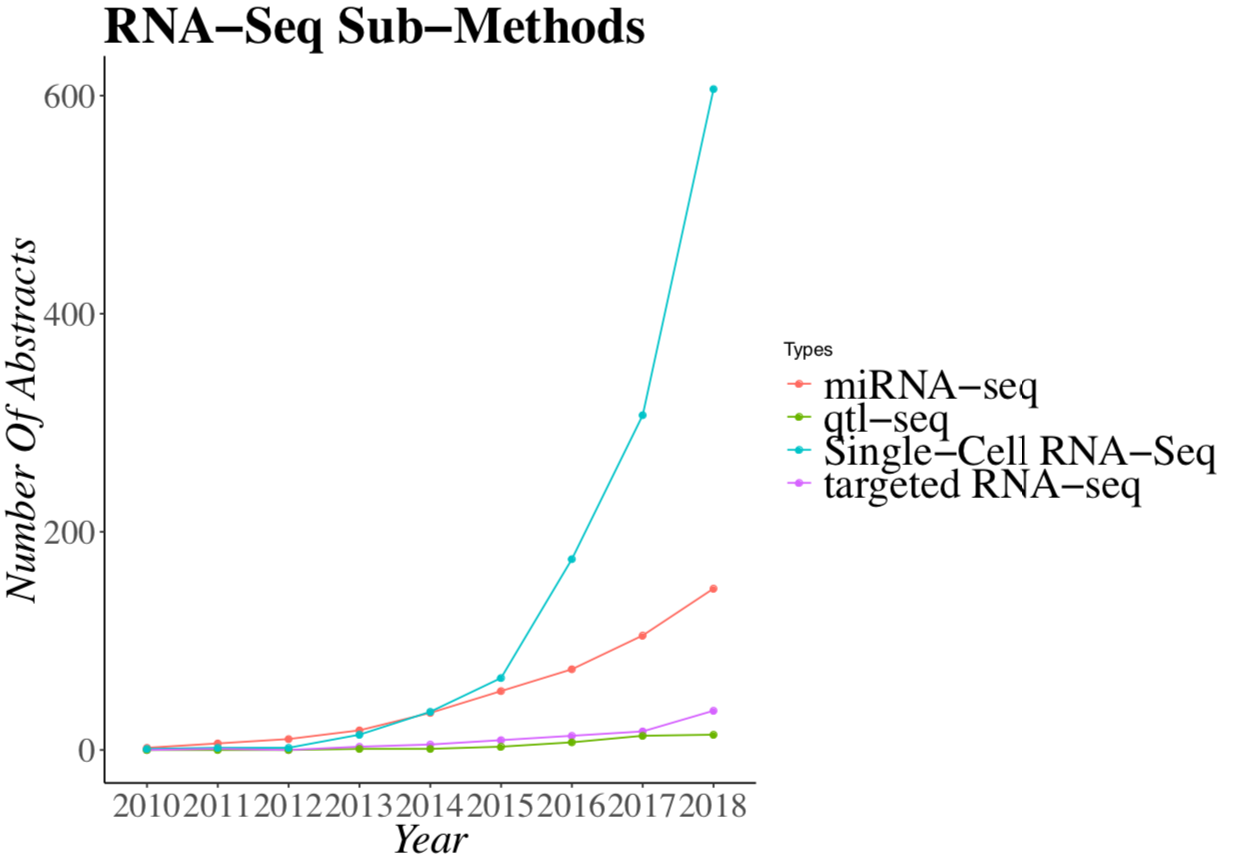 RNA−Seq Sub−Methods
Number Of Abstracts
600
400
200
0
2010 2011 2012 2013 2014 2015 2016 2017 2018
Year
Types
miRNA−seq
qtl−seq
Single−Cell RNA−Seq
targeted RNA−seq